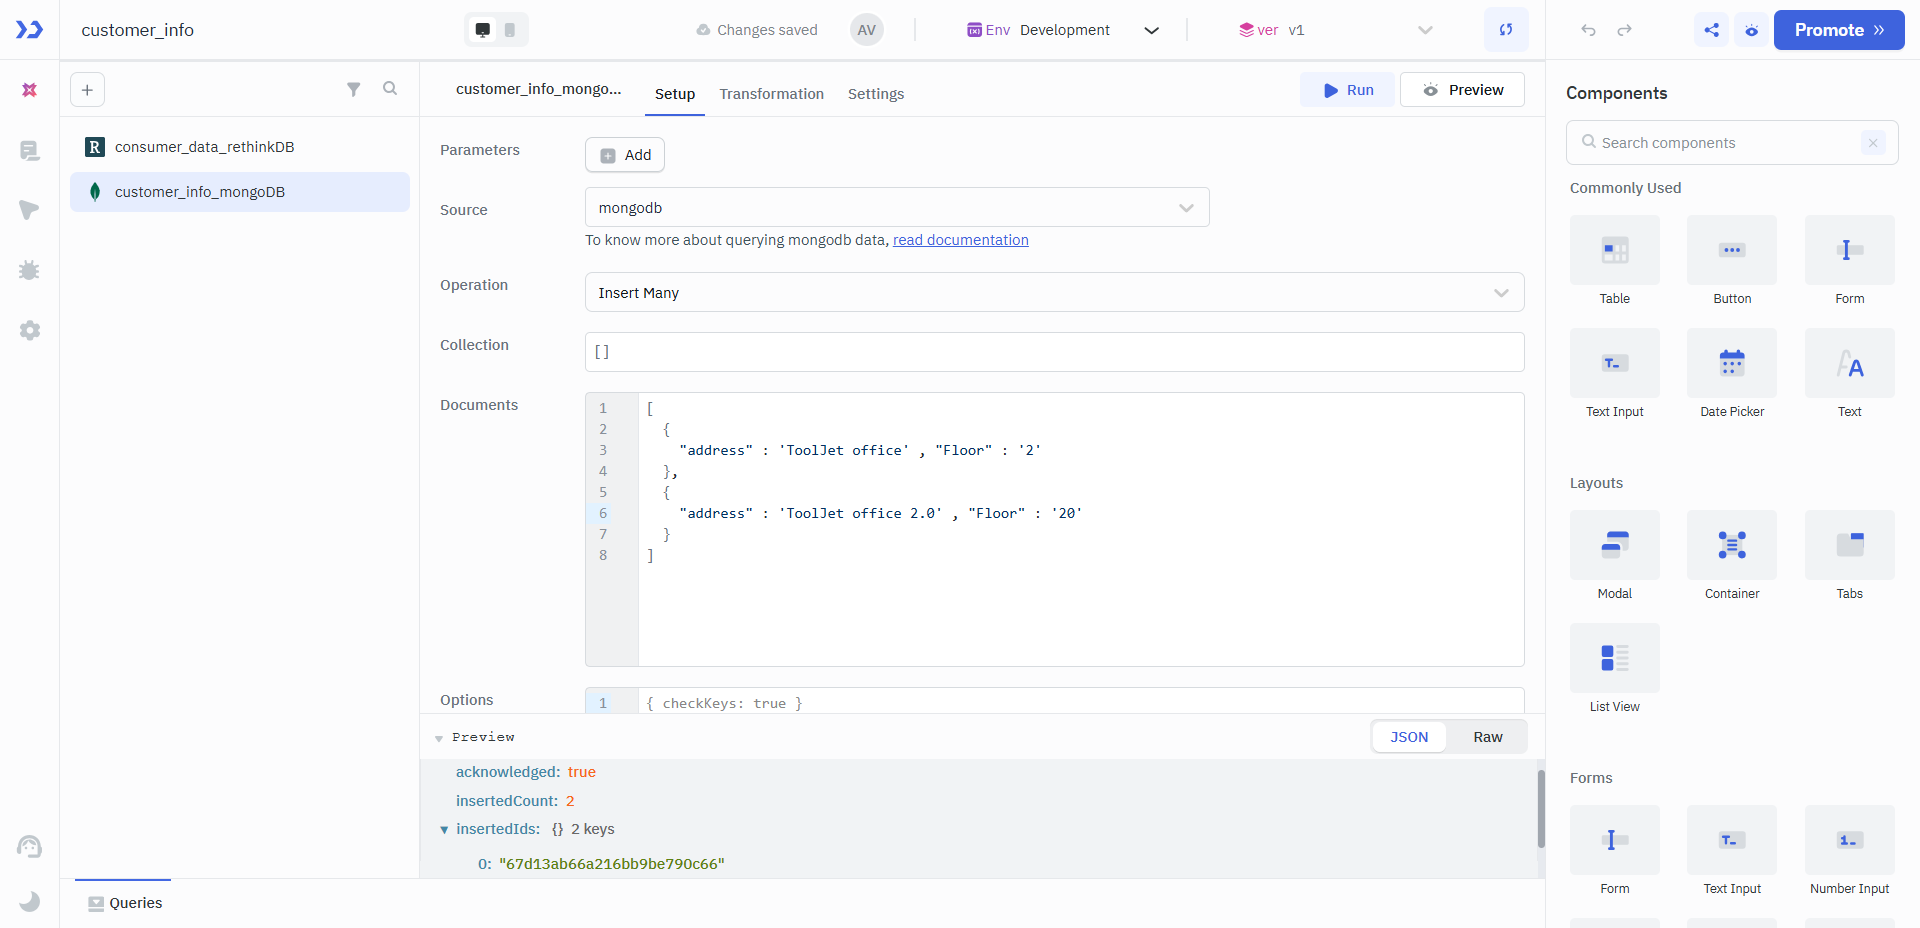 customer_info
Changes saved
AV
Env Development
ver v1
Promote
consumer_data_rethinkDB
customer_info_mongoDB
customer_info_mongo...
Setup
Transformation
Settings
Run
Preview
Parameters
Add
Source
mongodb
To know more about querying mongodb data, read documentation
Operation
Insert Many
Collection
[]
Documents
1 [
2 {
3 "address" : 'ToolJet office' , "Floor" : '2'
4 },
5 {
6 "address" : 'ToolJet office 2.0' , "Floor" : '20'
7 }
8 ]
Options
1 { checkKeys: true }
Preview
JSON
Raw
acknowledged: true
insertedCount: 2
insertedIds: {} 2 keys
0: "67d13ab66a216bb9be790c66"
Queries
Components
Search components
Commonly Used
Table
Button
Form
Text Input
Date Picker
Text
Layouts
Modal
Container
Tabs
List View
Forms
Form
Text Input
Number Input